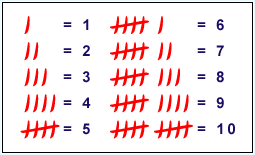 = 1 = 6
= 2 = 7
= 3 = 8
= 4 = 9
= 5 = 10